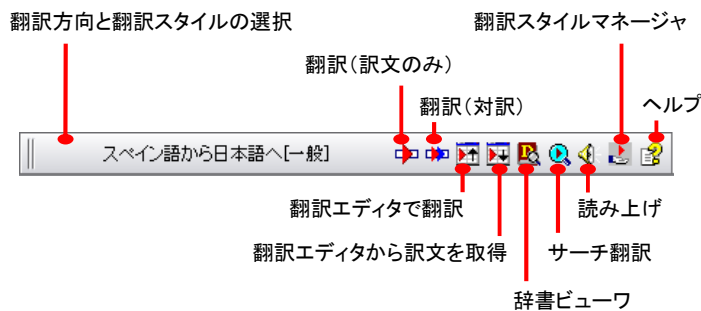 翻訳方向と翻訳スタイルの選択
翻訳スタイルマネージャ
翻訳(訳文のみ)
翻訳(対訳)
ヘルプ
スペイン語から日本語へ[一般]
翻訳エディタで翻訳
読み上げ
翻訳エディタから訳文を取得
サーチ翻訳
辞書ビューワ